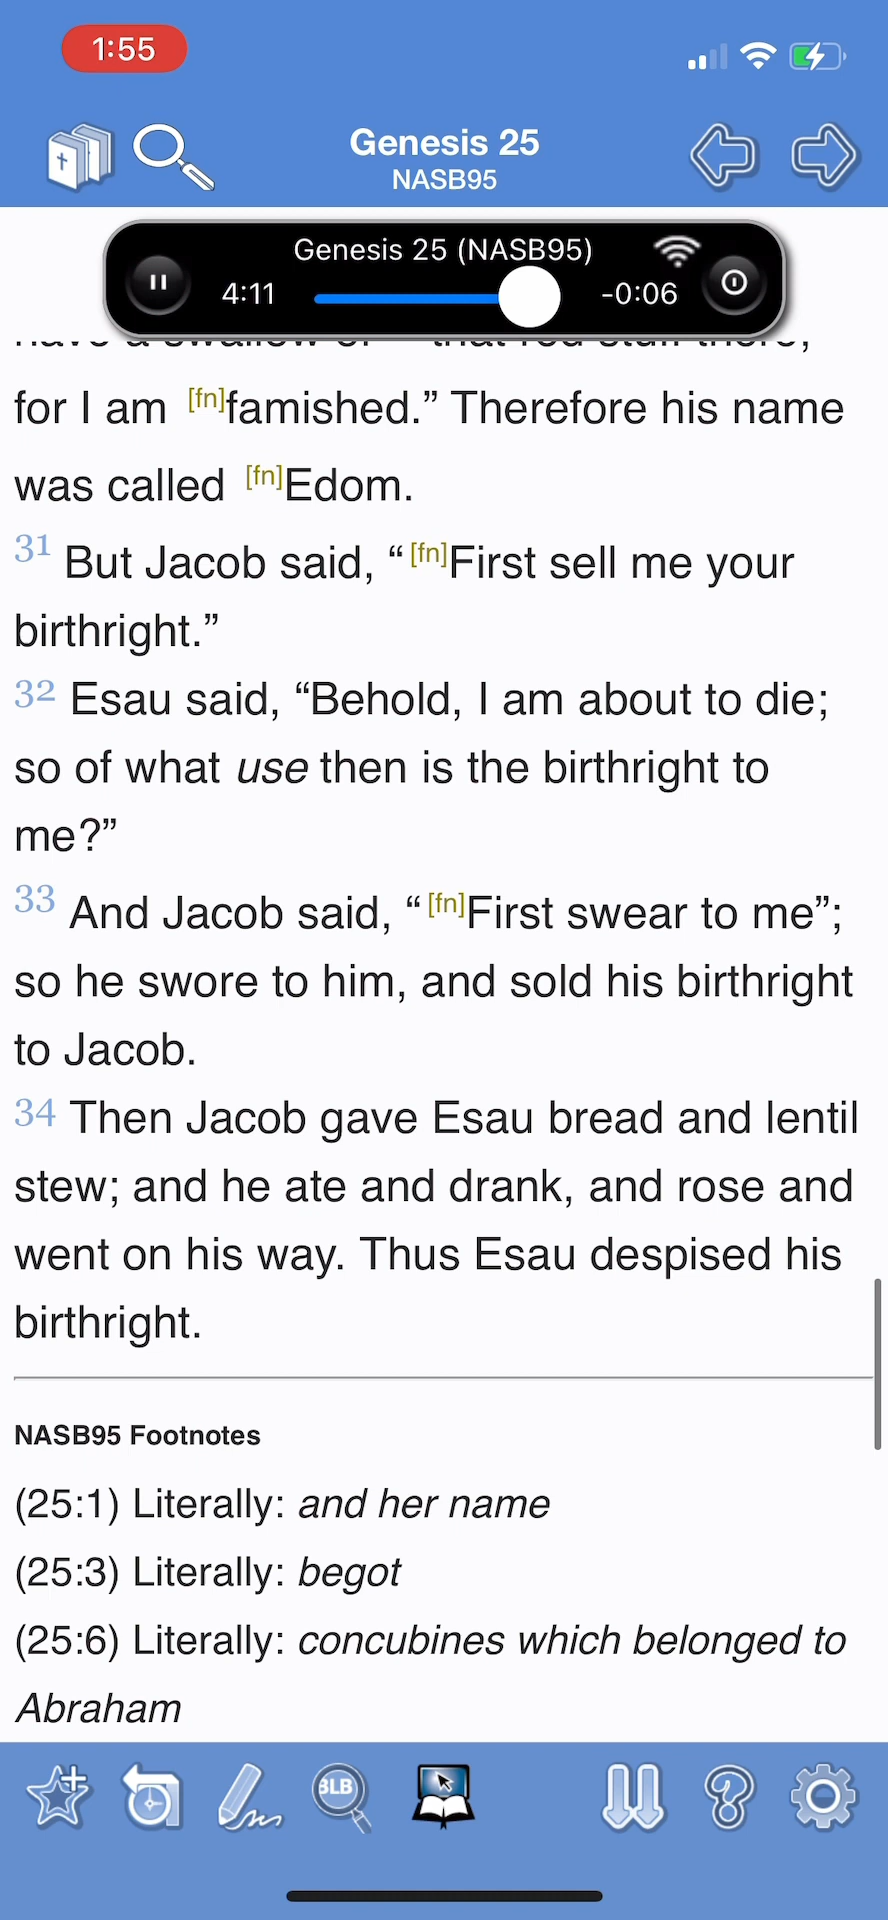 1:55
Genesis 25
NASB95
Genesis 25 (NASB95)
4:11
-0:06
for I am [fn]famished.” Therefore his name
was called [fn]Edom.
31 But Jacob said, “[fn]First sell me your
birthright.”
32 Esau said, “Behold, I am about to die;
so of what use then is the birthright to
me?”
33 And Jacob said, “[fn]First swear to me”;
so he swore to him, and sold his birthright
to Jacob.
34 Then Jacob gave Esau bread and lentil
stew; and he ate and drank, and rose and
went on his way. Thus Esau despised his
birthright.
NASB95 Footnotes
(25:1) Literally: and her name
(25:3) Literally: begot
(25:6) Literally: concubines which belonged to
Abraham
BLB